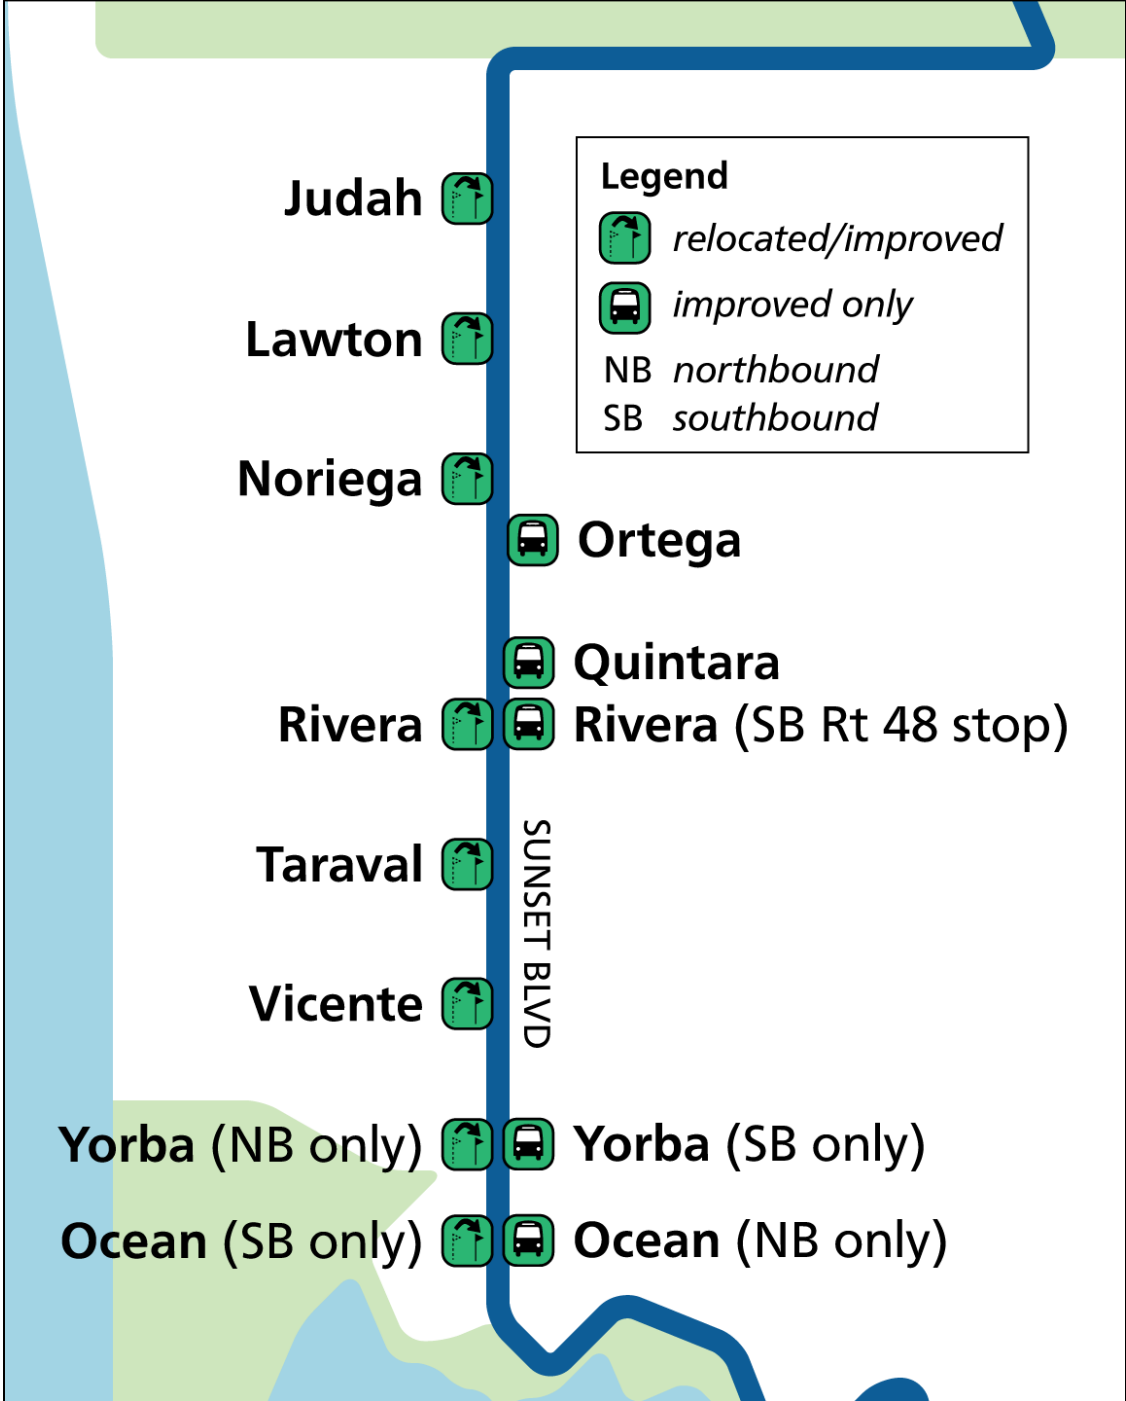 Judah
Legend
relocated/improved
improved only
NB northbound
SB southbound
Lawton
Noriega
Ortega
Quintara
Rivera
Rivera (SB Rt 48 stop)
Taraval
SUNSET BLVD
Vicente
Yorba (NB only)
Yorba (SB only)
Ocean (SB only)
Ocean (NB only)